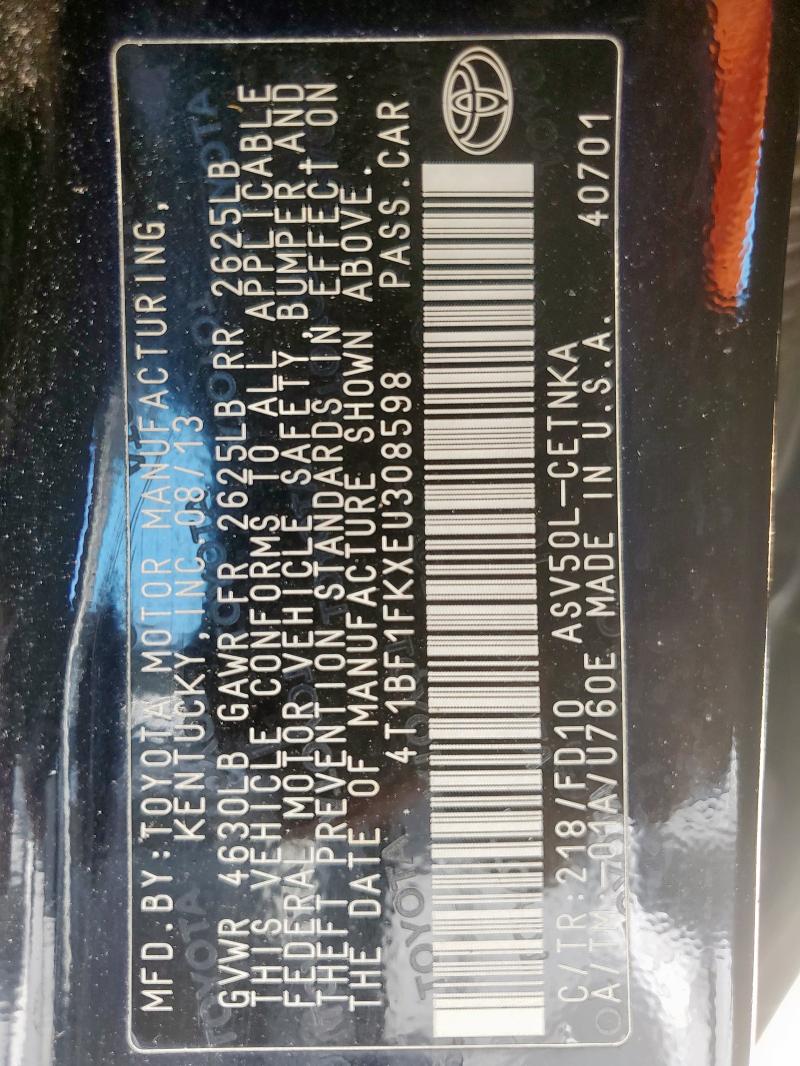 MFD.BY:TOYOTA MOTOR MANUFACTURING,
KENTUCKY, INC. 08/13
GVWR 4630LB GAWR FR 2625LB RR 2625LB
THIS VEHICLE CONFORMS TO ALL APPLICABLE
FEDERAL MOTOR VEHICLE SAFETY, BUMPER, AND
THEFT PREVENTION STANDARDS IN EFFECT ON
THE DATE OF MANUFACTURE SHOWN ABOVE.
4T1BF1FKXEU308598 PASS.CAR
C/TR:218/FD10 ASV50L-CETNKA 40701
A/TM:-01A/U760E MADE IN U.S.A.